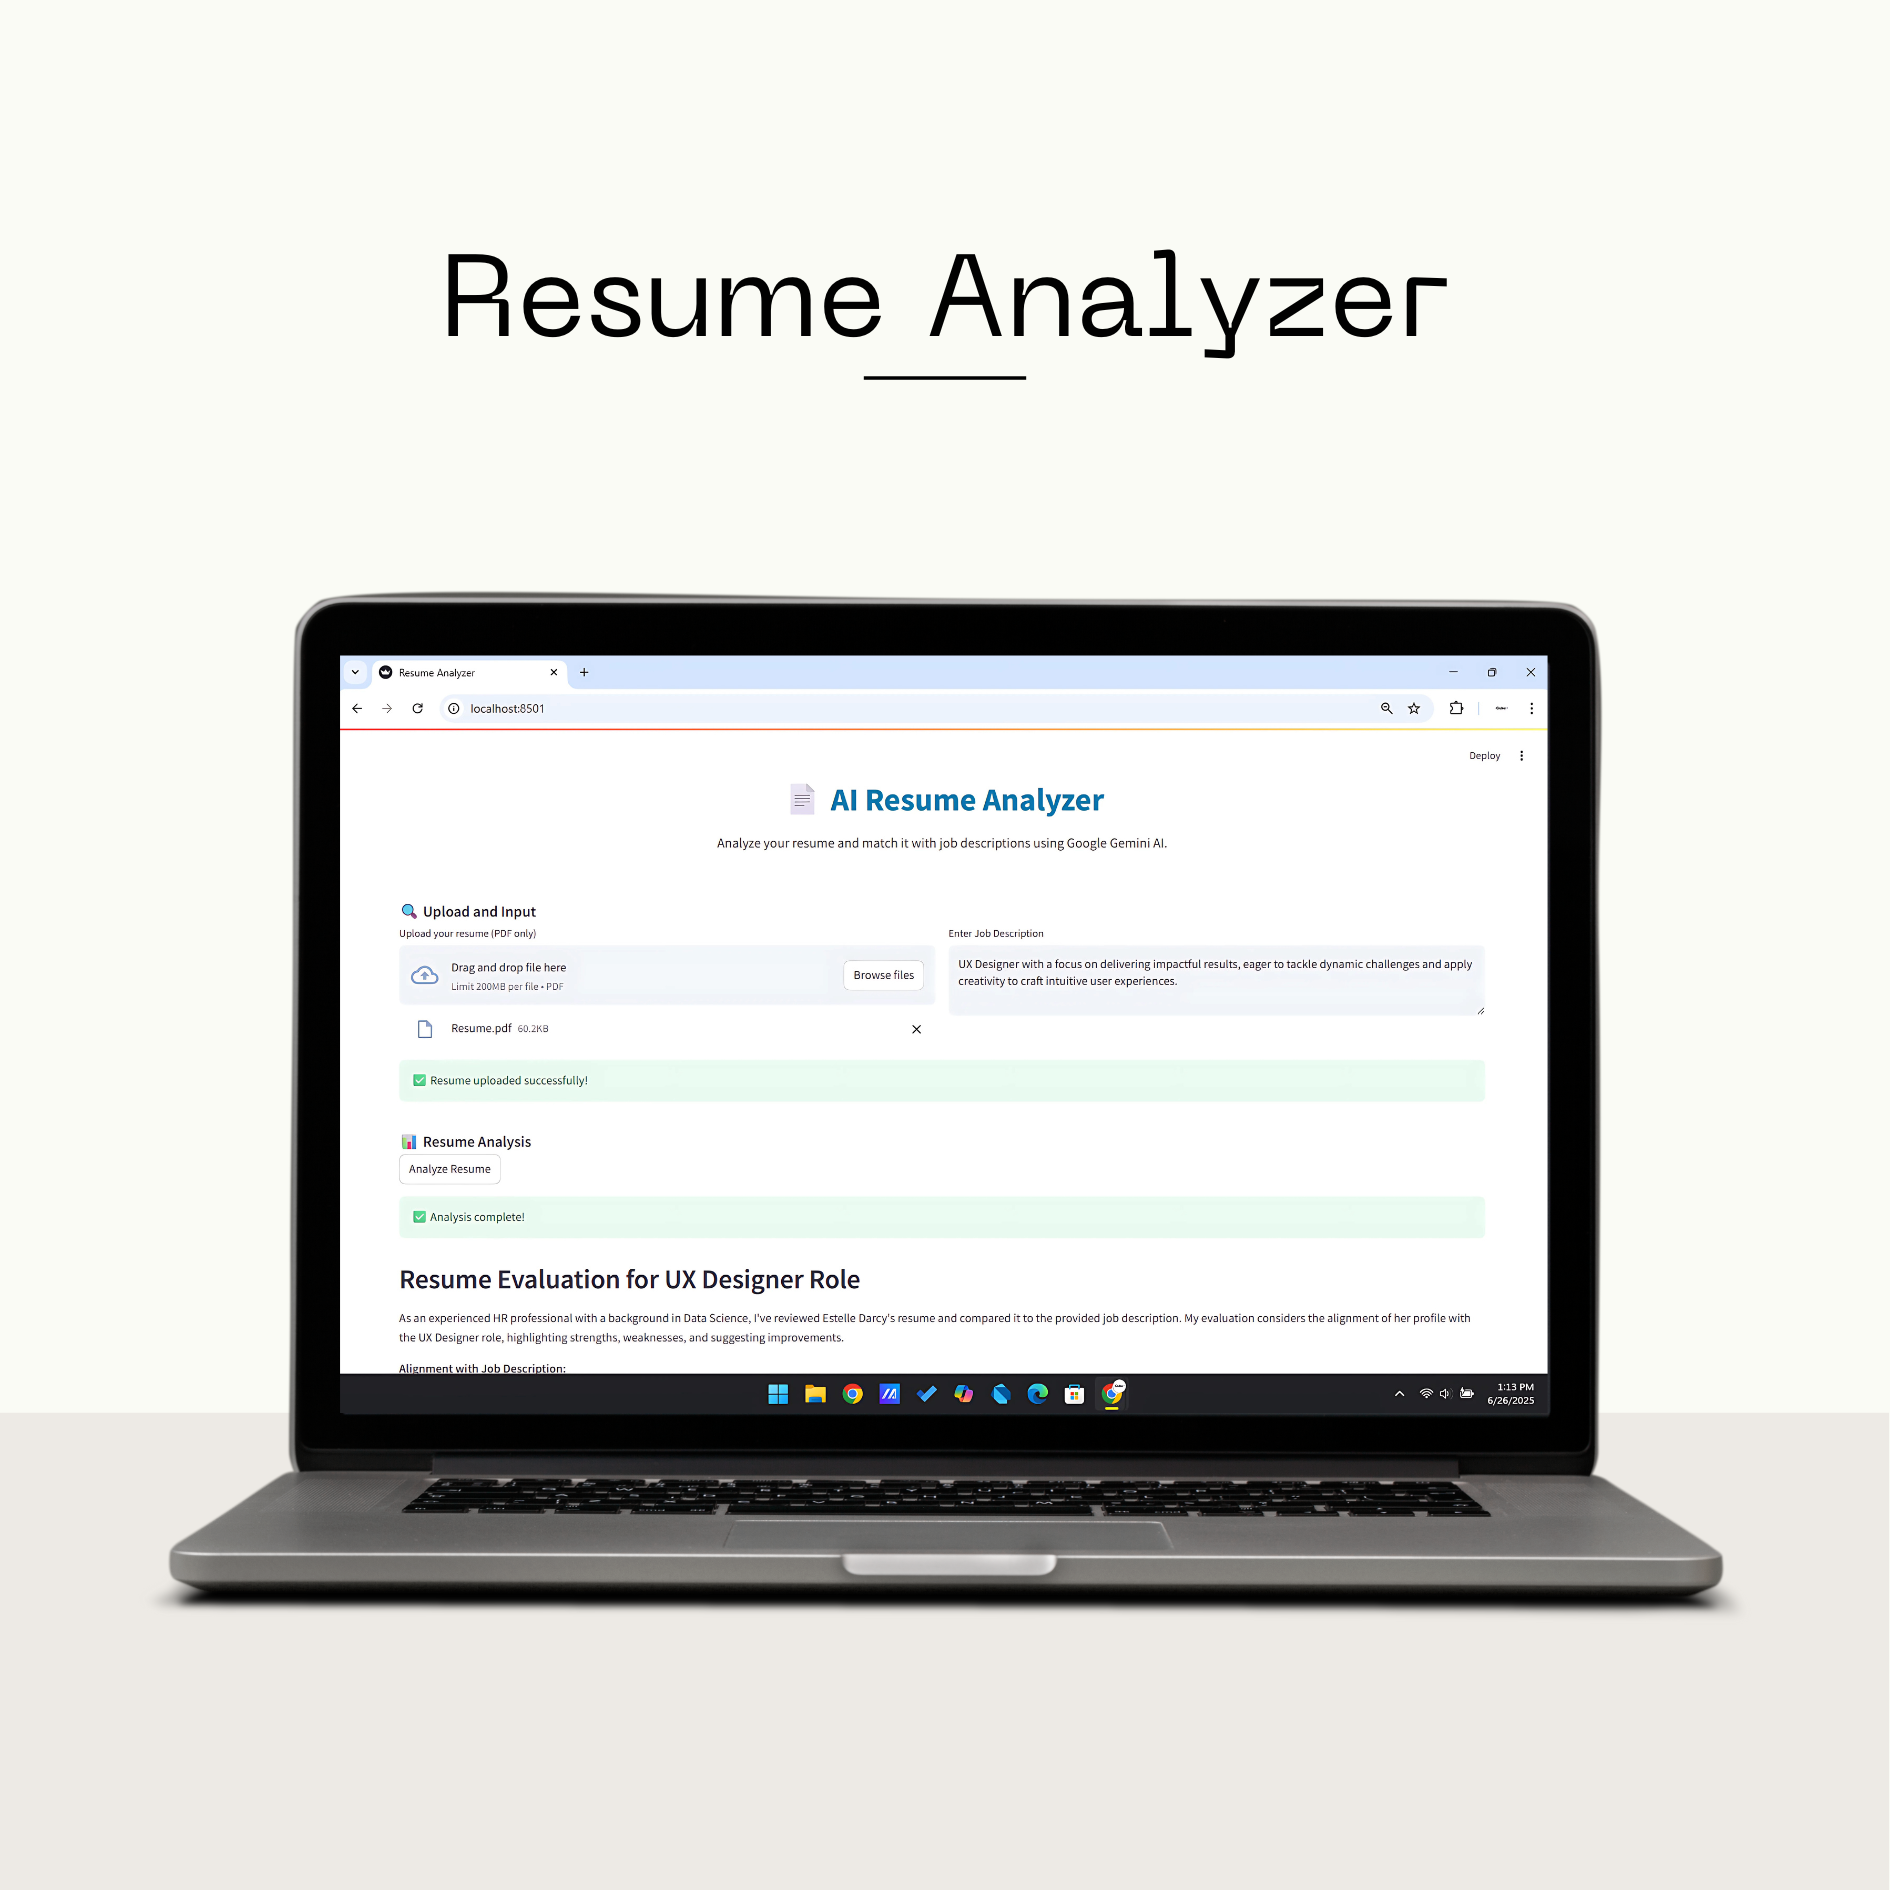 Resume Analyzer
Resume Analyzer
localhost:8501
Deploy
AI Resume Analyzer
Analyze your resume and match it with job descriptions using Google Gemini AI.
Upload and Input
Upload your resume (PDF only)
Drag and drop file here
Limit 200MB per file • PDF
Browse files
Resume.pdf 60.2KB
Enter Job Description
UX Designer with a focus on delivering impactful results, eager to tackle dynamic challenges and apply
creativity to craft intuitive user experiences.
Resume uploaded successfully!
Resume Analysis
Analyze Resume
Analysis complete!
Resume Evaluation for UX Designer Role
As an experienced HR professional with a background in Data Science, I've reviewed Estelle Darcy's resume and compared it to the provided job description. My evaluation considers the alignment of her profile with
the UX Designer role, highlighting strengths, weaknesses, and suggesting improvements.
Alignment with Job Description:
1:13 PM
6/26/2025